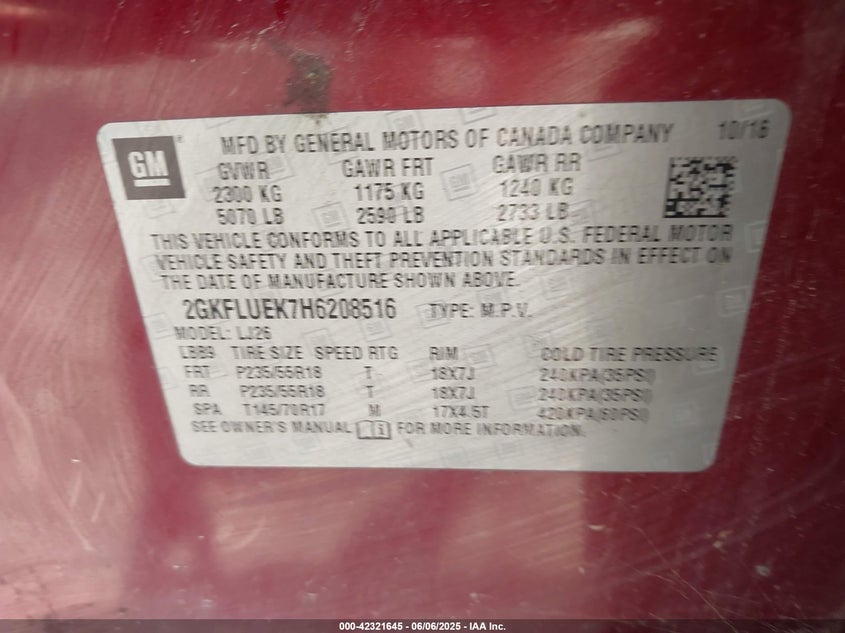 GM
®
MFD BY GENERAL MOTORS OF CANADA COMPANY 10/16
GVWR GAWR FRT GAWR RR
2300 KG 1175 KG 1240 KG
5070 LB 2590 LB 2733 LB
THIS VEHICLE CONFORMS TO ALL APPLICABLE U.S. FEDERAL MOTOR
VEHICLE SAFETY AND THEFT PREVENTION STANDARDS IN EFFECT ON
THE DATE OF MANUFACTURE SHOWN ABOVE.
2GKFLUEK7H6208516 TYPE: M.P.V.
MODEL: LJ26
LBB9 TIRE SIZE SPEED RTG RIM COLD TIRE PRESSURE
FRT P235/55R18 T 18X7J 240KPA(35PSI)
RR P235/55R18 T 18X7J 240KPA(35PSI)
SPA T145/70R17 M 17X4.5T 420KPA(60PSI)
SEE OWNER'S MANUAL FOR MORE INFORMATION.
000-42321645 - 06/06/2025 - IAA Inc.